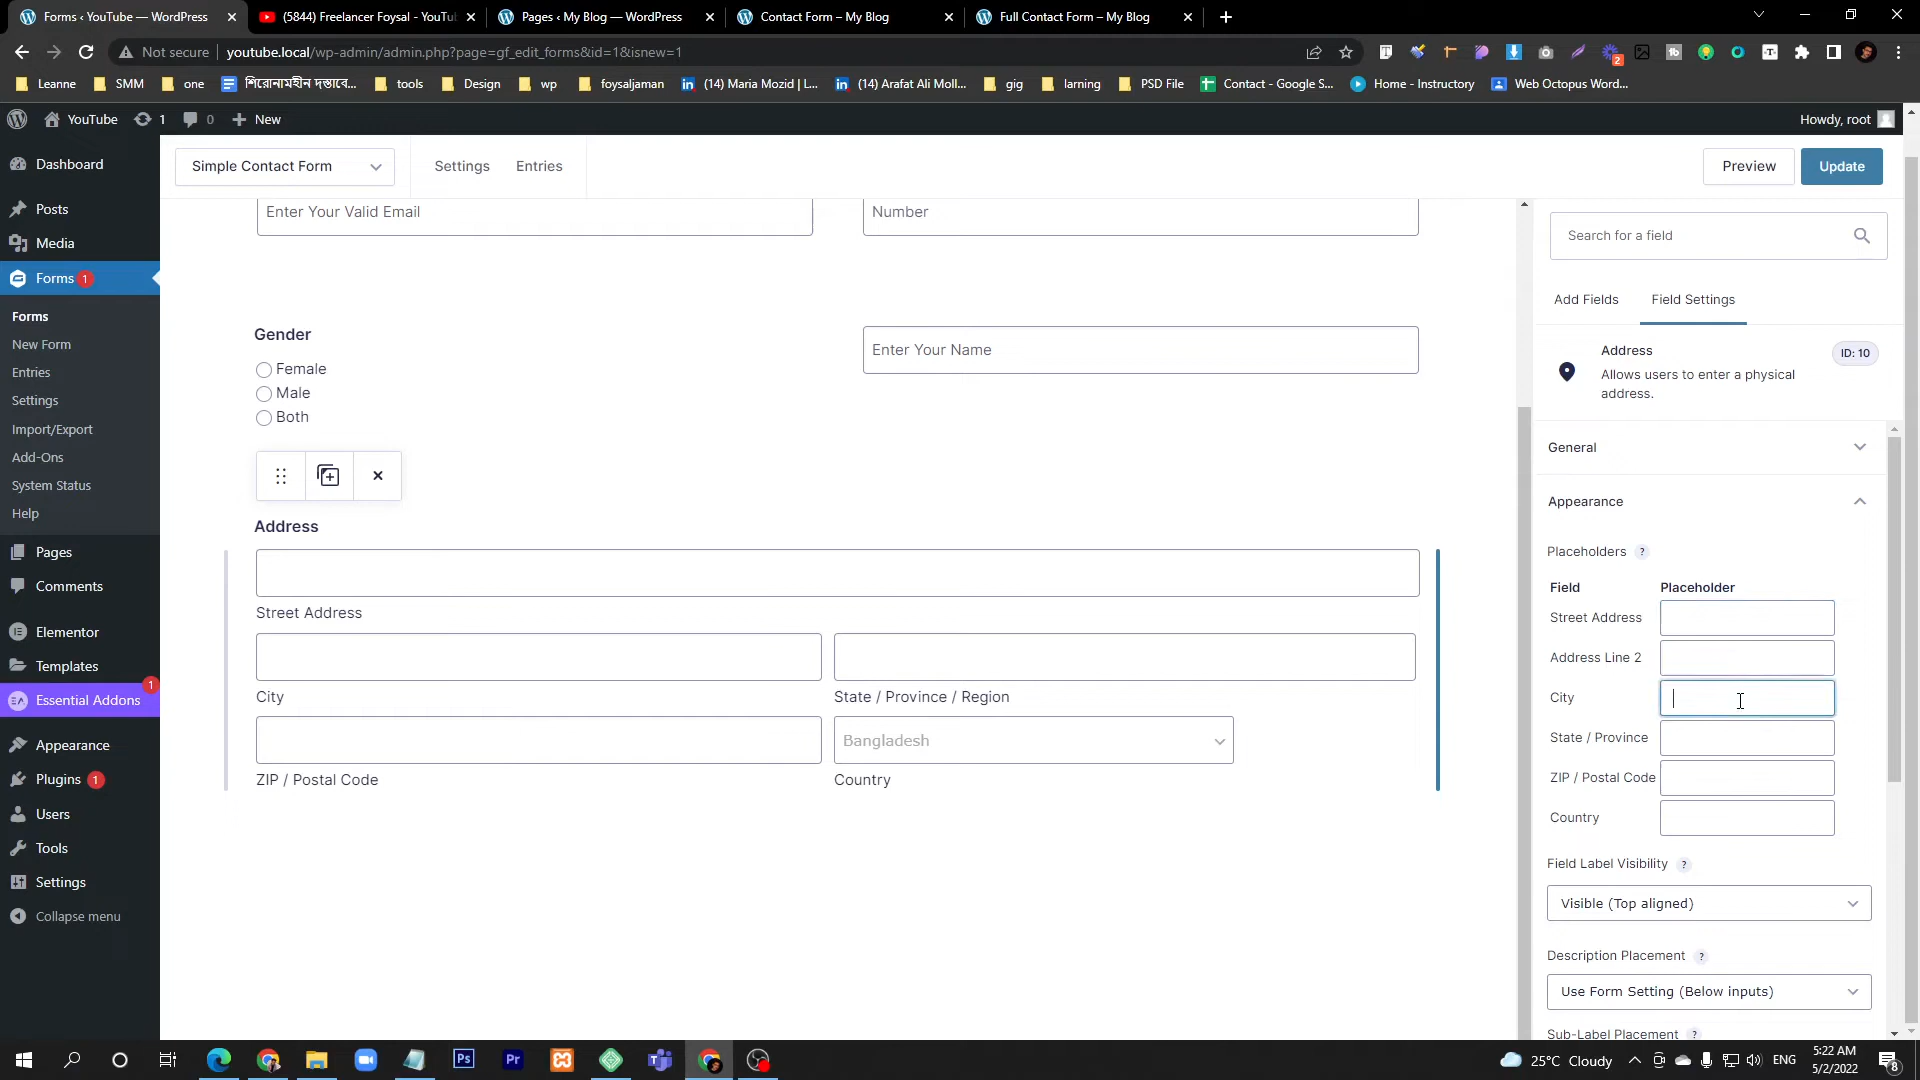 Forms ‹ YouTube — WordPress
(5844) Freelancer Foysal - YouTu
Pages ‹ My Blog — WordPress
Contact Form – My Blog
Full Contact Form – My Blog
Not secure
youtube.local/wp-admin/admin.php?page=gf_edit_forms&id=1&isnew=1
2
Leanne
SMM
one
শিরোনামহীন দস্তাবে...
tools
Design
wp
foysaljaman
(14) Maria Mozid | L...
(14) Arafat Ali Moll...
gig
larning
PSD File
Contact - Google S...
Home - Instructory
Web Octopus Word...
YouTube
1
0
New
Howdy, root
Dashboard
Posts
Media
Forms 1
Forms
New Form
Entries
Settings
Import/Export
Add-Ons
System Status
Help
Pages
Comments
Elementor
Templates
Essential Addons
1
Appearance
Plugins 1
Users
Tools
Settings
Collapse menu
Simple Contact Form
Settings
Entries
Preview
Update
Enter Your Valid Email
Number
Gender
Female
Male
Both
Enter Your Name
Address
Street Address
City
State / Province / Region
Bangladesh
ZIP / Postal Code
Country
Search for a field
Add Fields
Field Settings
Address
ID: 10
Allows users to enter a physical
address.
General
Appearance
Placeholders ?
Field
Placeholder
Street Address
Address Line 2
City
State / Province
ZIP / Postal Code
Country
Field Label Visibility ?
Visible (Top aligned)
Description Placement ?
Use Form Setting (Below inputs)
Sub-Label Placement ?
Ps
Pr
25°C Cloudy
ENG
5:22 AM
5/2/2022
8